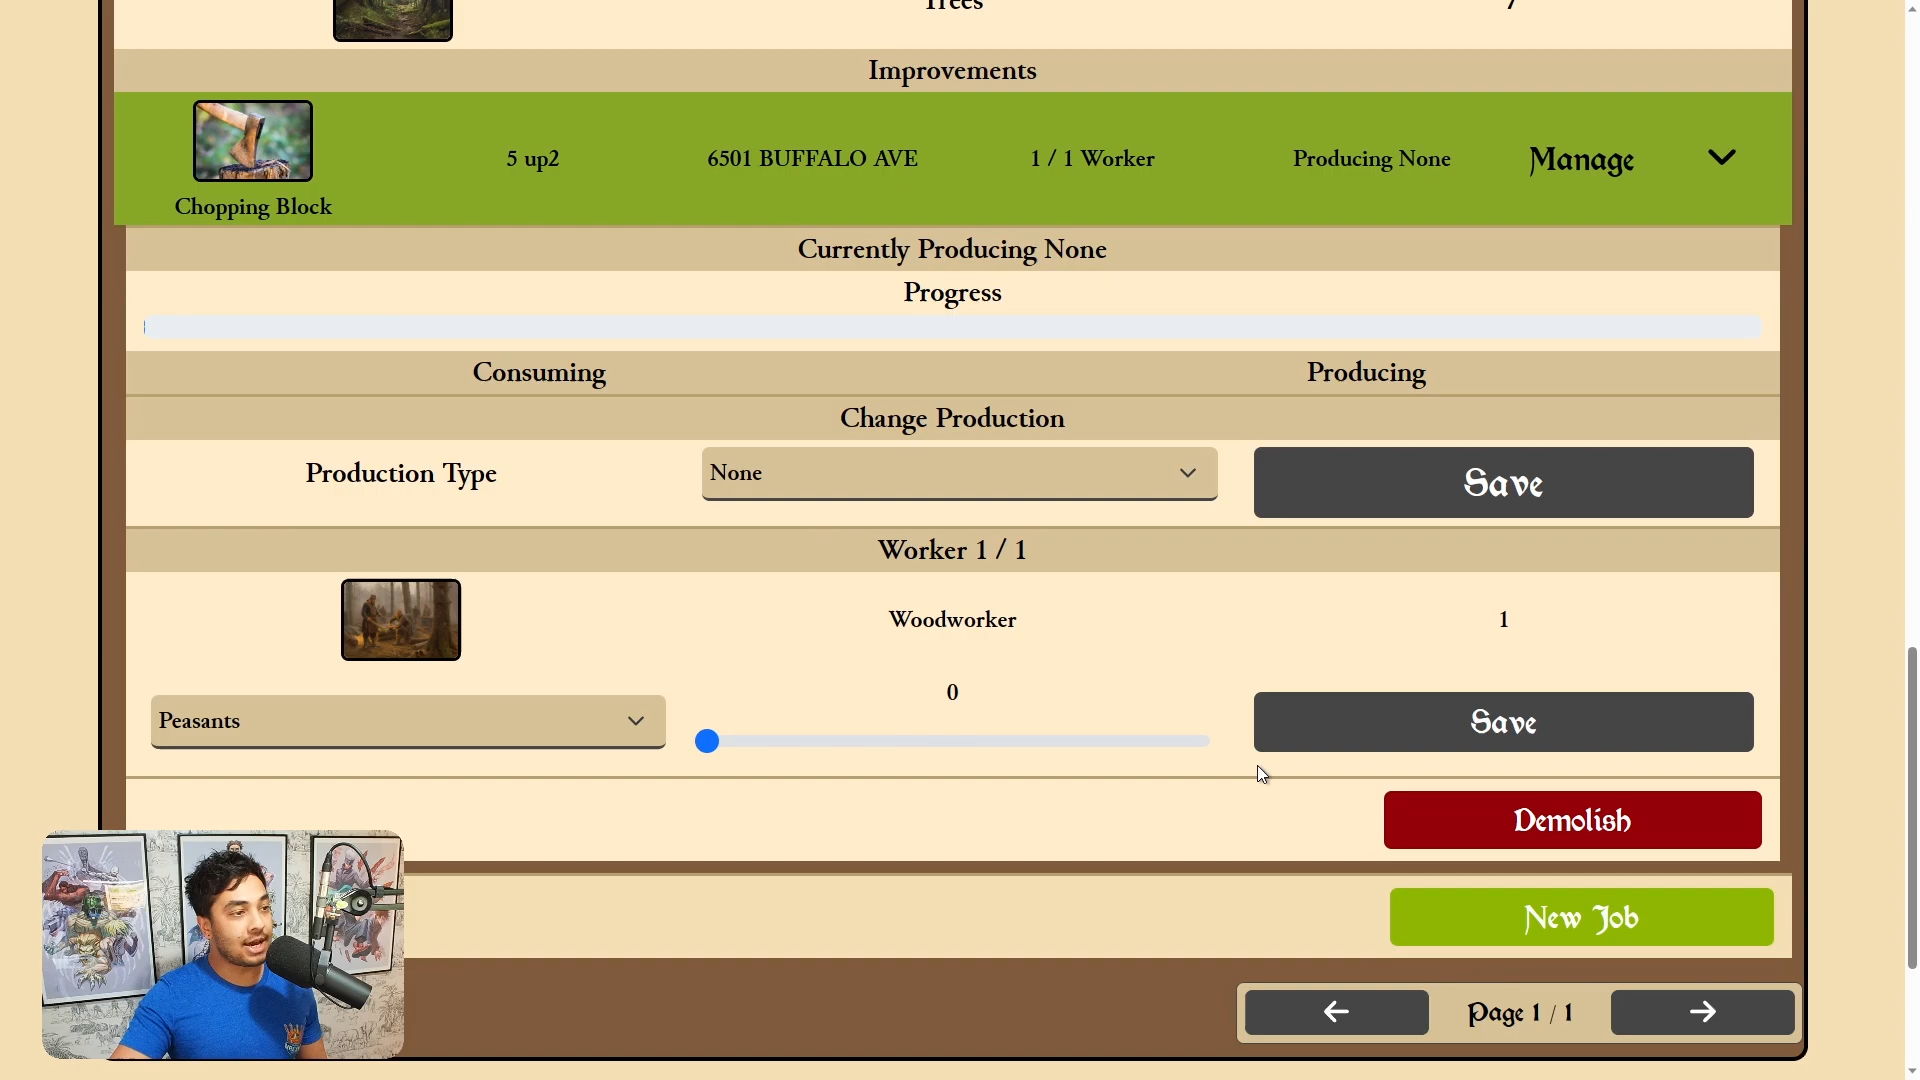 Trees 7
Improvements
Chopping Block
5 up2
6501 BUFFALO AVE
1 / 1 Worker
Producing None
Manage
Currently Producing None
Progress
Consuming Producing
Change Production
Production Type
None
Save
Worker 1 / 1
Woodworker 1
Peasants
0
Save
Demolish
New Job
Page 1 / 1